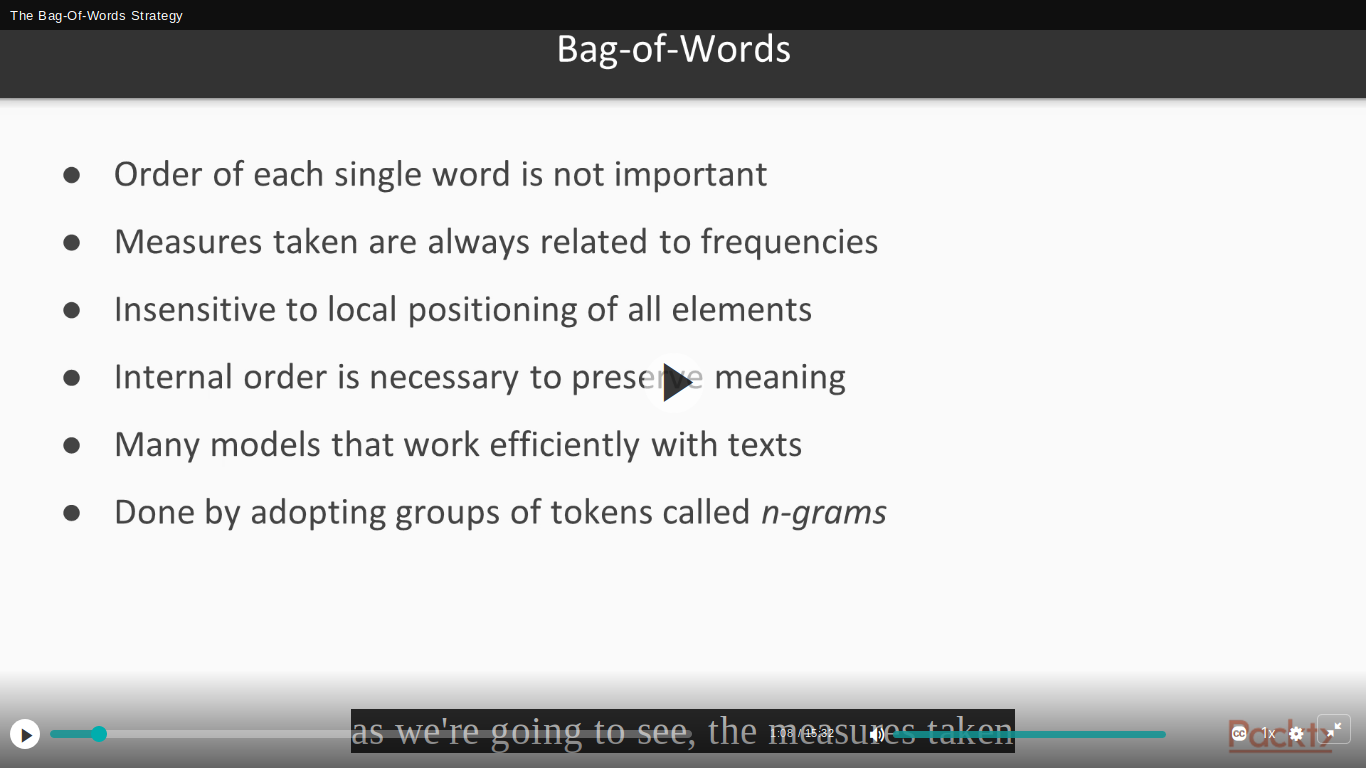 The Bag-Of-Words Strategy
Bag-of-Words
● Order of each single word is not important
● Measures taken are always related to frequencies
● Insensitive to local positioning of all elements
● Internal order is necessary to preserve meaning
● Many models that work efficiently with texts
● Done by adopting groups of tokens called n-grams
as we're going to see, the measures taken
1:08 / 15:32
CC
1x
Packt>